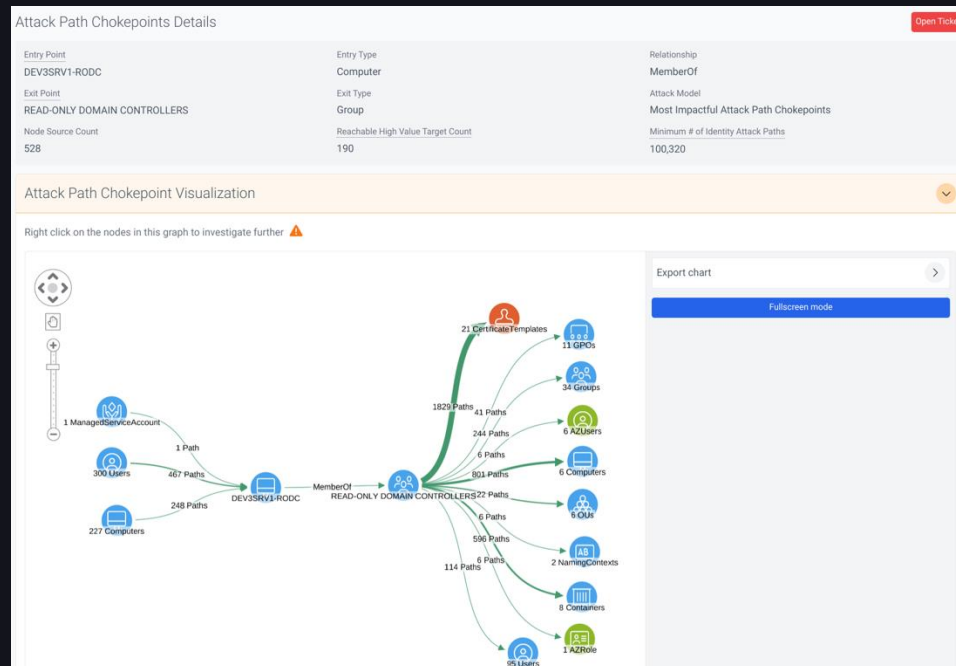 Attack Path Chokepoints Details
Open Ticke
Entry Point
Entry Type
Relationship
DEV3SRV1-RODC
Computer
MemberOf
Exit Point
Exit Type
Attack Model
READ-ONLY DOMAIN CONTROLLERS
Group
Most Impactful Attack Path Chokepoints
Node Source Count
Reachable High Value Target Count
Minimum # of Identity Attack Paths
528
190
100,320
Attack Path Chokepoint Visualization
Right click on the nodes in this graph to investigate further
Export chart
Fullscreen mode
21 CertificateTemplates
11 GPOs
34 Groups
1829 Paths
41 Paths
1 ManagedServiceAccount
244 Paths
6 AZUsers
1 Path
6 Paths
300 Users
467 Paths
801 Paths
6 Computers
MemberOf
DEV3SRV1-RODC
READ-ONLY DOMAIN CONTROLLERS
22 Paths
248 Paths
6 Paths
6 OUs
227 Computers
596 Paths
AB
2 NamingContexts
114 Paths
6 Paths
8 Containers
1 AZRole
95 Users